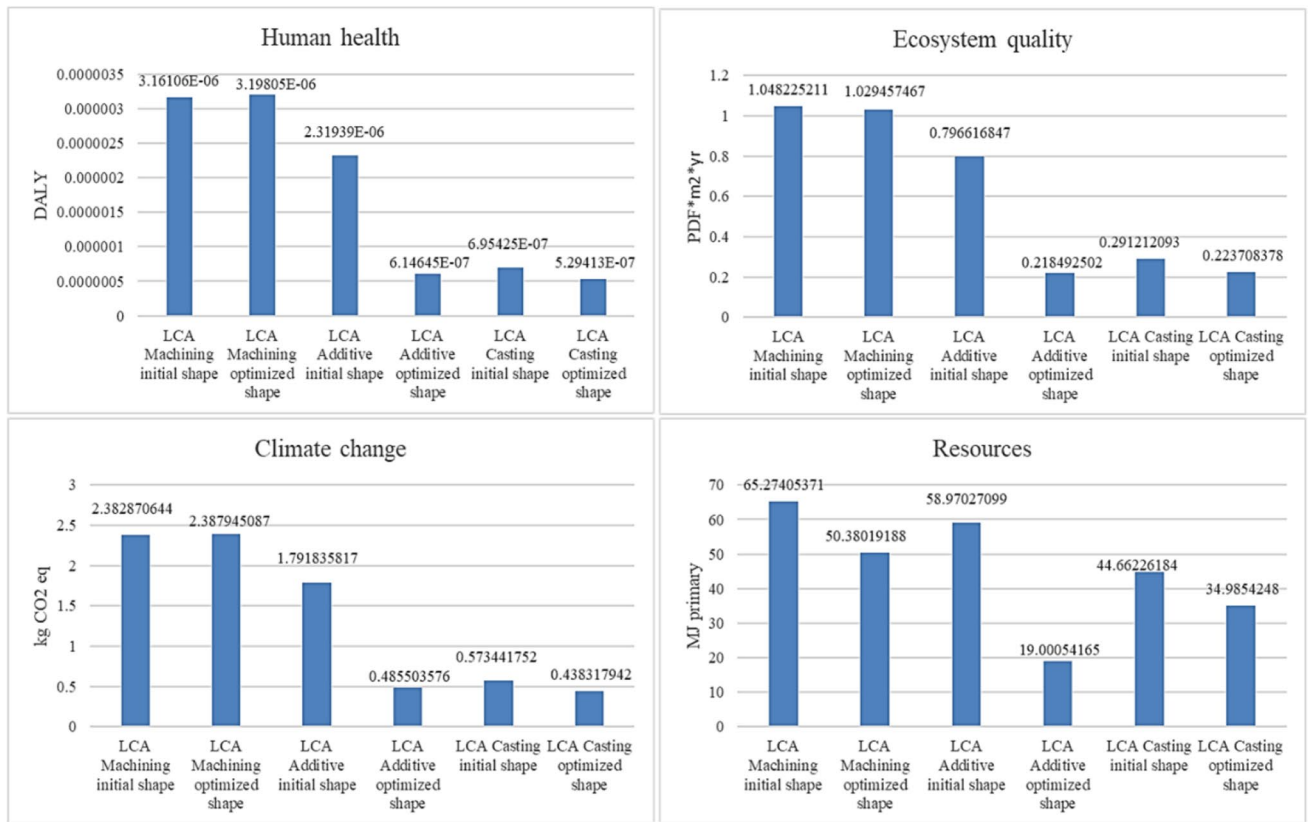 Human health
DALY
0.0000035
0.000003
0.0000025
0.000002
0.0000015
0.000001
0.0000005
0
3.16106E-06
3.19805E-06
2.31939E-06
6.14645E-07
6.95425E-07
5.29413E-07
LCA
Machining
initial shape
LCA
Machining
optimized
shape
LCA
Additive
initial shape
LCA
Additive
optimized
shape
LCA
Casting
initial shape
LCA
Casting
optimized
shape
Ecosystem quality
PDF*m2*yr
1.2
1
0.8
0.6
0.4
0.2
0
1.048225211
1.029457467
0.796616847
0.218492502
0.291212093
0.223708378
LCA
Machining
initial shape
LCA
Machining
optimized
shape
LCA
Additive
initial shape
LCA
Additive
optimized
shape
LCA Casting
initial shape
LCA Casting
optimized
shape
Climate change
kg CO2 eq
3
2.5
2
1.5
1
0.5
0
2.382870644
2.387945087
1.791835817
0.485503576
0.573441752
0.438317942
LCA
Machining
initial shape
LCA
Machining
optimized
shape
LCA
Additive
initial shape
LCA
Additive
optimized
shape
LCA Casting
initial shape
LCA Casting
optimized
shape
Resources
MJ primary
70
60
50
40
30
20
10
0
65.27405371
50.38019188
58.97027099
19.00054165
44.66226184
34.9854248
LCA
Machining
initial shape
LCA
Machining
optimized
shape
LCA
Additive
initial shape
LCA
Additive
optimized
shape
LCA Casting
initial shape
LCA Casting
optimized
shape